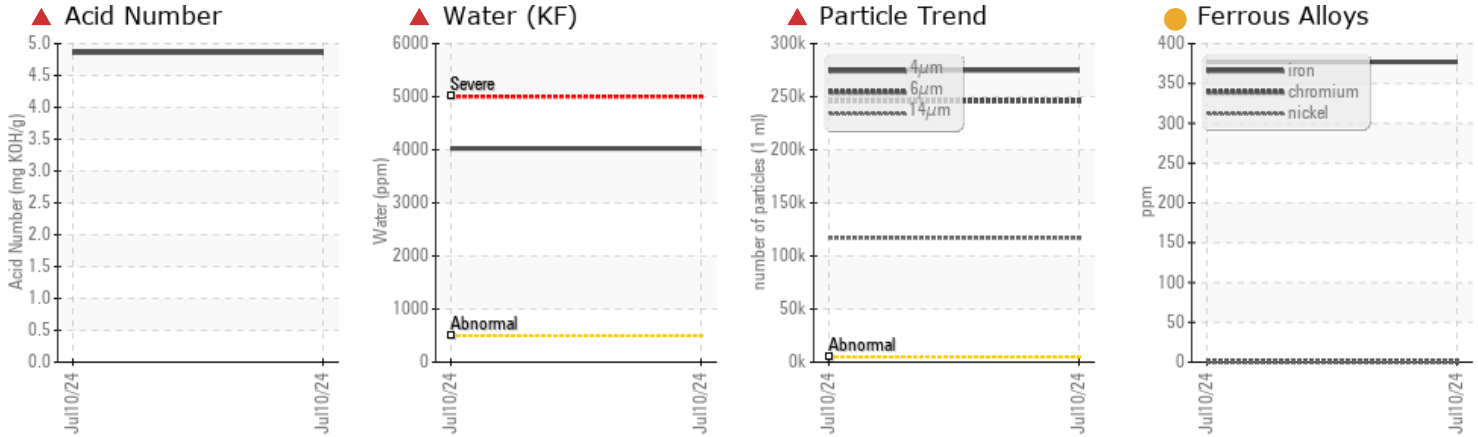 Acid Number
Acid Number (mg KOH/g)
5.0
4.5
4.0
3.5
3.0
2.5
2.0
1.5
1.0
0.5
0.0
Jul10/24
Jul10/24
Water (KF)
Water (ppm)
6000
5000
4000
3000
2000
1000
0
Severe
Abnormal
Jul10/24
Jul10/24
Particle Trend
number of particles (1 ml)
300k
250k
200k
150k
100k
50k
0k
4µm
6µm
14µm
Abnormal
Jul10/24
Jul10/24
Ferrous Alloys
ppm
400
350
300
250
200
150
100
50
0
iron
chromium
nickel
Jul10/24
Jul10/24